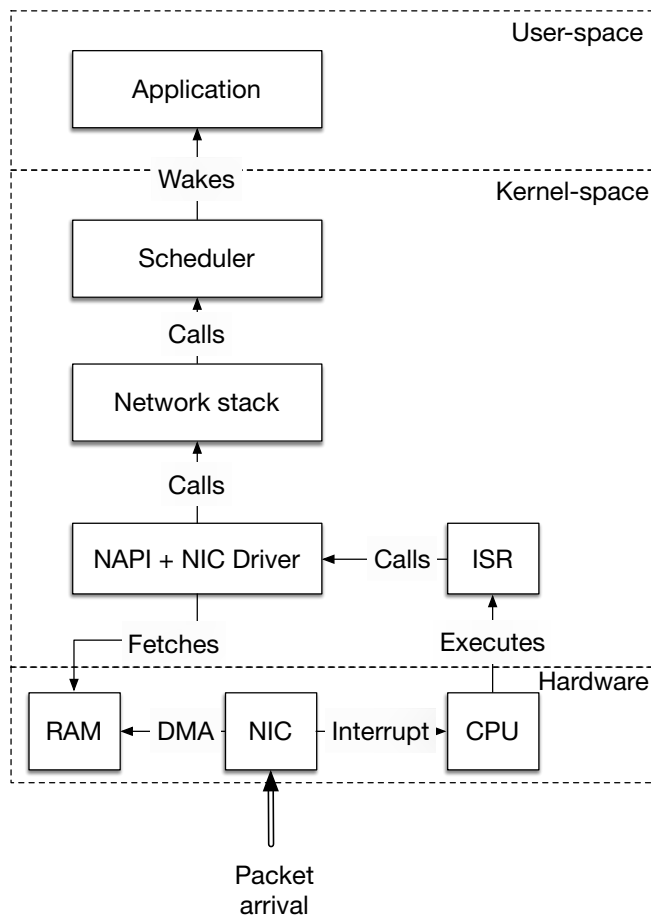 User-space
Application
Wakes
Kernel-space
Scheduler
Calls
Network stack
Calls
NAPI + NIC Driver
Calls
ISR
Fetches
Executes
Hardware
RAM
DMA
NIC
Interrupt
CPU
Packet
arrival